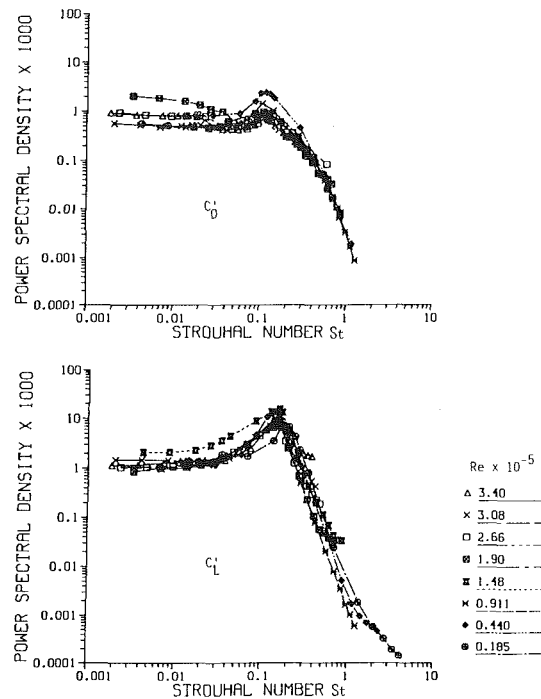 POWER SPECTRAL DENSITY X 1000
100
10
1
0.1
0.01
0.001
0.0001
C'D
0.001 0.01 0.1 1 10
STROUHAL NUMBER St
POWER SPECTRAL DENSITY X 1000
100
10
1
0.1
0.01
0.001
0.0001
C'L
0.001 0.01 0.1 1 10
STROUHAL NUMBER St
Re x 10⁻⁵
3.40
3.08
2.66
1.90
1.48
0.911
0.440
0.185